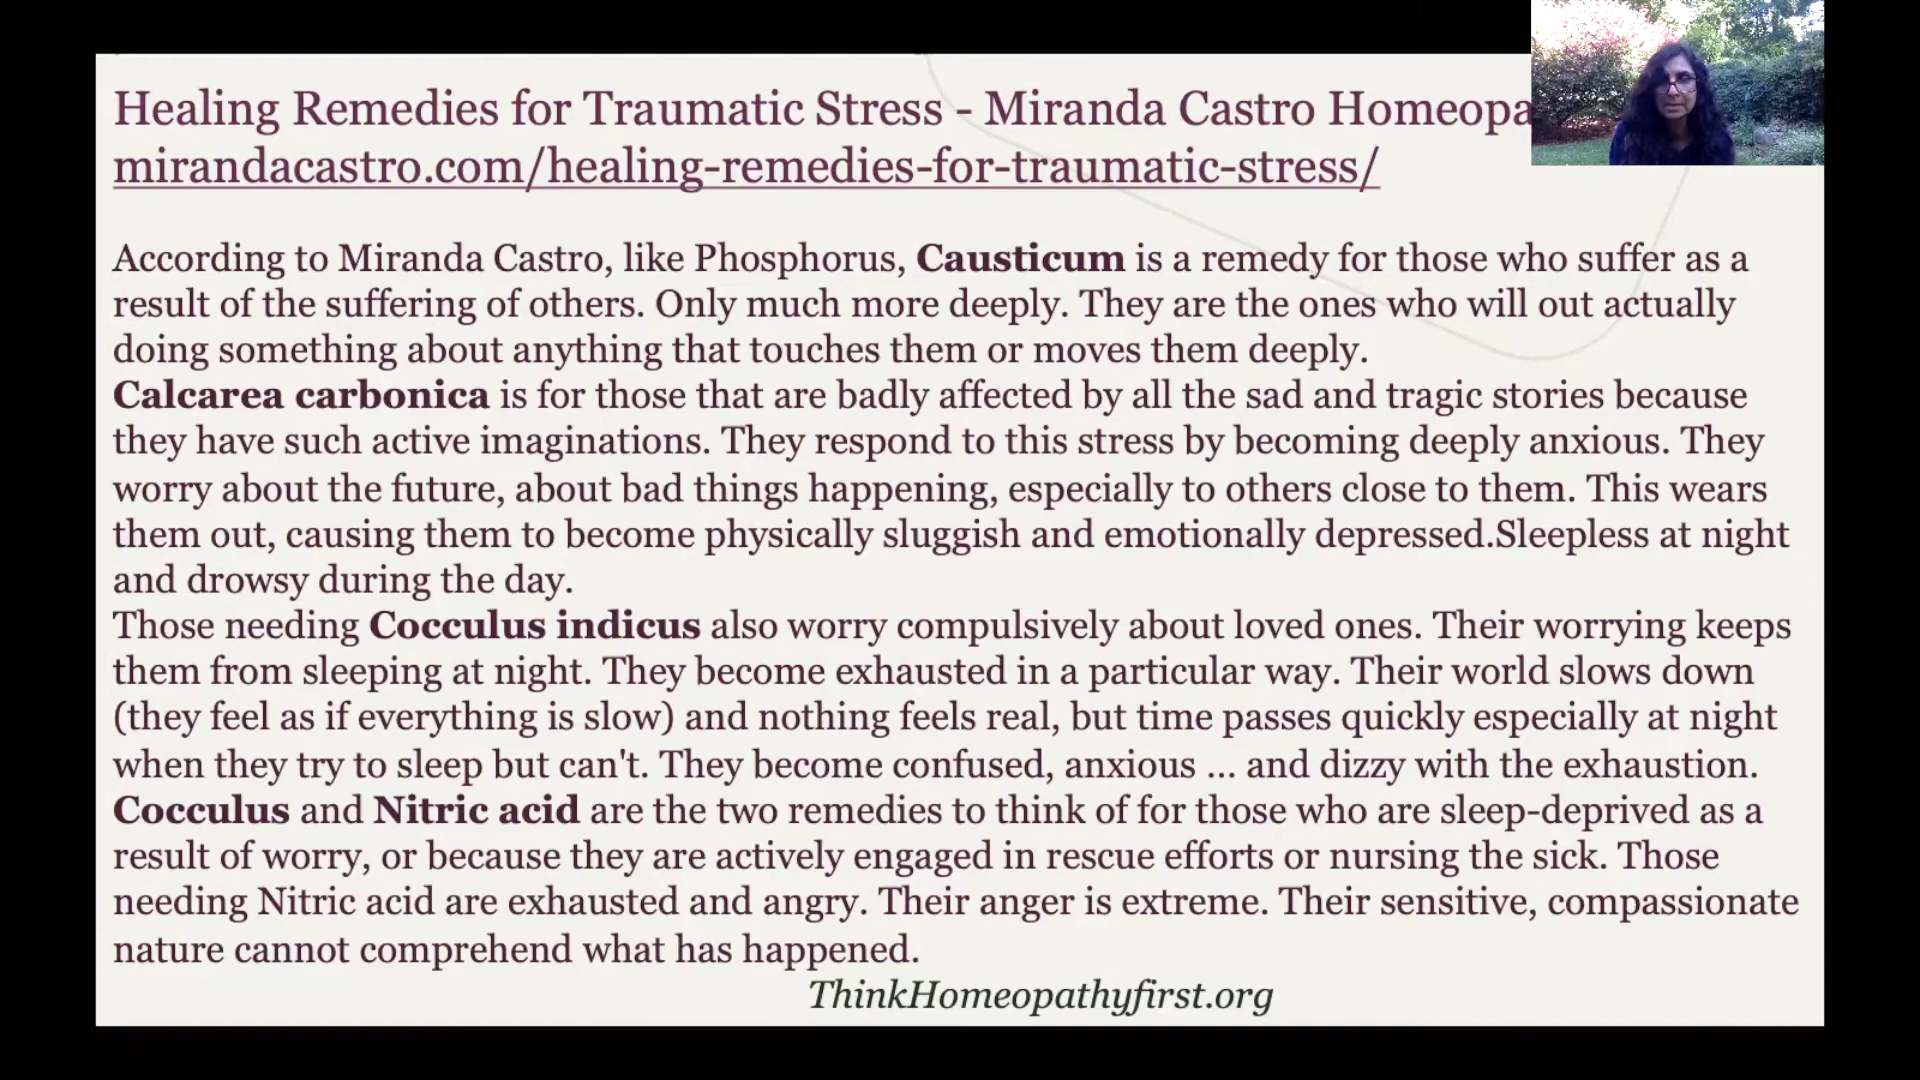 Healing Remedies for Traumatic Stress - Miranda Castro Homeopa
mirandacastro.com/healing-remedies-for-traumatic-stress/
According to Miranda Castro, like Phosphorus, Causticum is a remedy for those who suffer as a
result of the suffering of others. Only much more deeply. They are the ones who will out actually
doing something about anything that touches them or moves them deeply.
Calcarea carbonica is for those that are badly affected by all the sad and tragic stories because
they have such active imaginations. They respond to this stress by becoming deeply anxious. They
worry about the future, about bad things happening, especially to others close to them. This wears
them out, causing them to become physically sluggish and emotionally depressed.Sleepless at night
and drowsy during the day.
Those needing Cocculus indicus also worry compulsively about loved ones. Their worrying keeps
them from sleeping at night. They become exhausted in a particular way. Their world slows down
(they feel as if everything is slow) and nothing feels real, but time passes quickly especially at night
when they try to sleep but can't. They become confused, anxious ... and dizzy with the exhaustion.
Cocculus and Nitric acid are the two remedies to think of for those who are sleep-deprived as a
result of worry, or because they are actively engaged in rescue efforts or nursing the sick. Those
needing Nitric acid are exhausted and angry. Their anger is extreme. Their sensitive, compassionate
nature cannot comprehend what has happened.
ThinkHomeopathyfirst.org